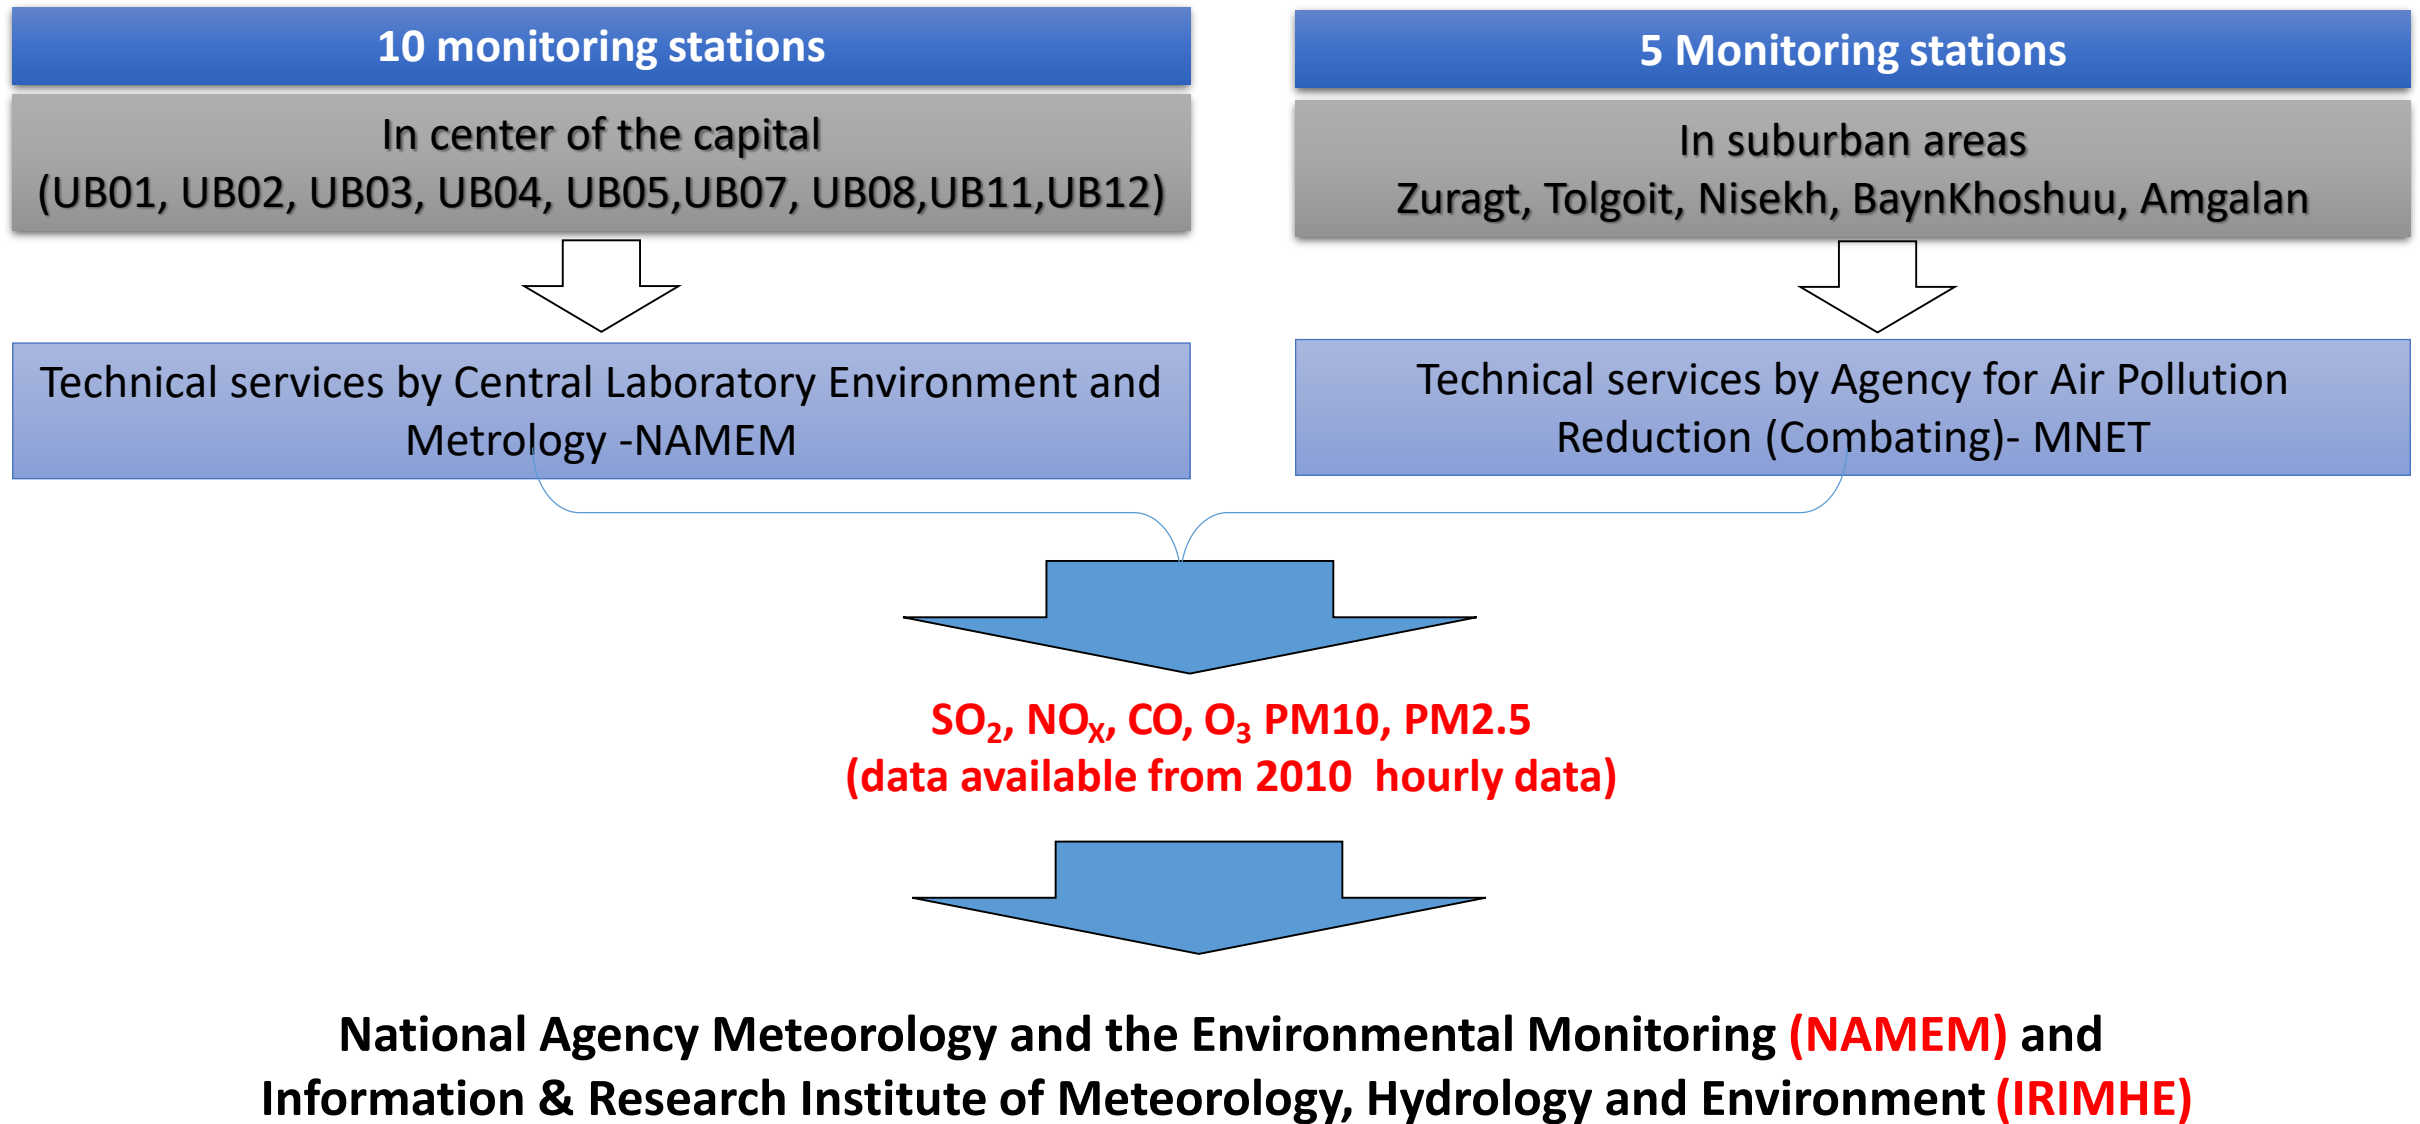 10 monitoring stations
In center of the capital
(UB01, UB02, UB03, UB04, UB05,UB07, UB08,UB11,UB12)
Technical services by Central Laboratory Environment and
Metrology -NAMEM
5 Monitoring stations
In suburban areas
Zuragt, Tolgoit, Nisekh, BaynKhoshuu, Amgalan
Technical services by Agency for Air Pollution
Reduction (Combating)- MNET
SO₂, NOₓ, CO, O₃ PM10, PM2.5
(data available from 2010  hourly data)
National Agency Meteorology and the Environmental Monitoring (NAMEM) and
Information & Research Institute of Meteorology, Hydrology and Environment (IRIMHE)